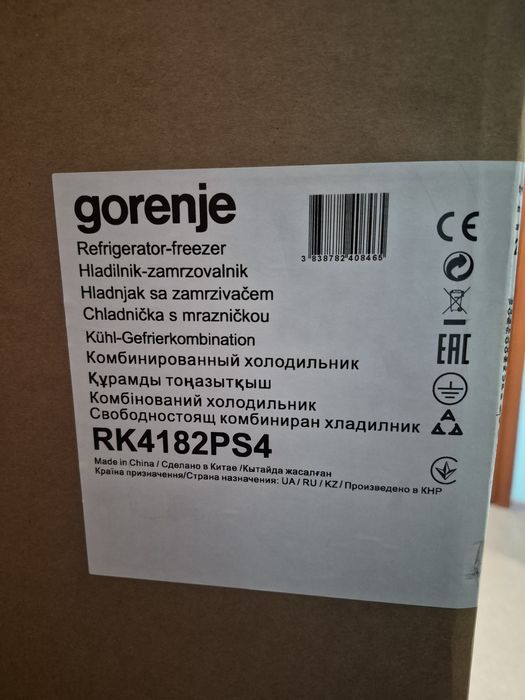 gorenje
3 838782 408465
Refrigerator-freezer
Hladilnik-zamrzovalnik
Hladnjak sa zamrzivačem
Chladnička s mrazničkou
Kühl-Gefrierkombination
Комбинированный холодильник
Құрамды тоңазытқыш
Комбінований холодильник
Свободностоящ комбиниран хладилник
RK4182PS4
Made in China / Сделано в Китае /Кытайда жасалған
Країна призначення/Страна назначения: UA / RU / KZ / Произведено в КНР
CE
EAC